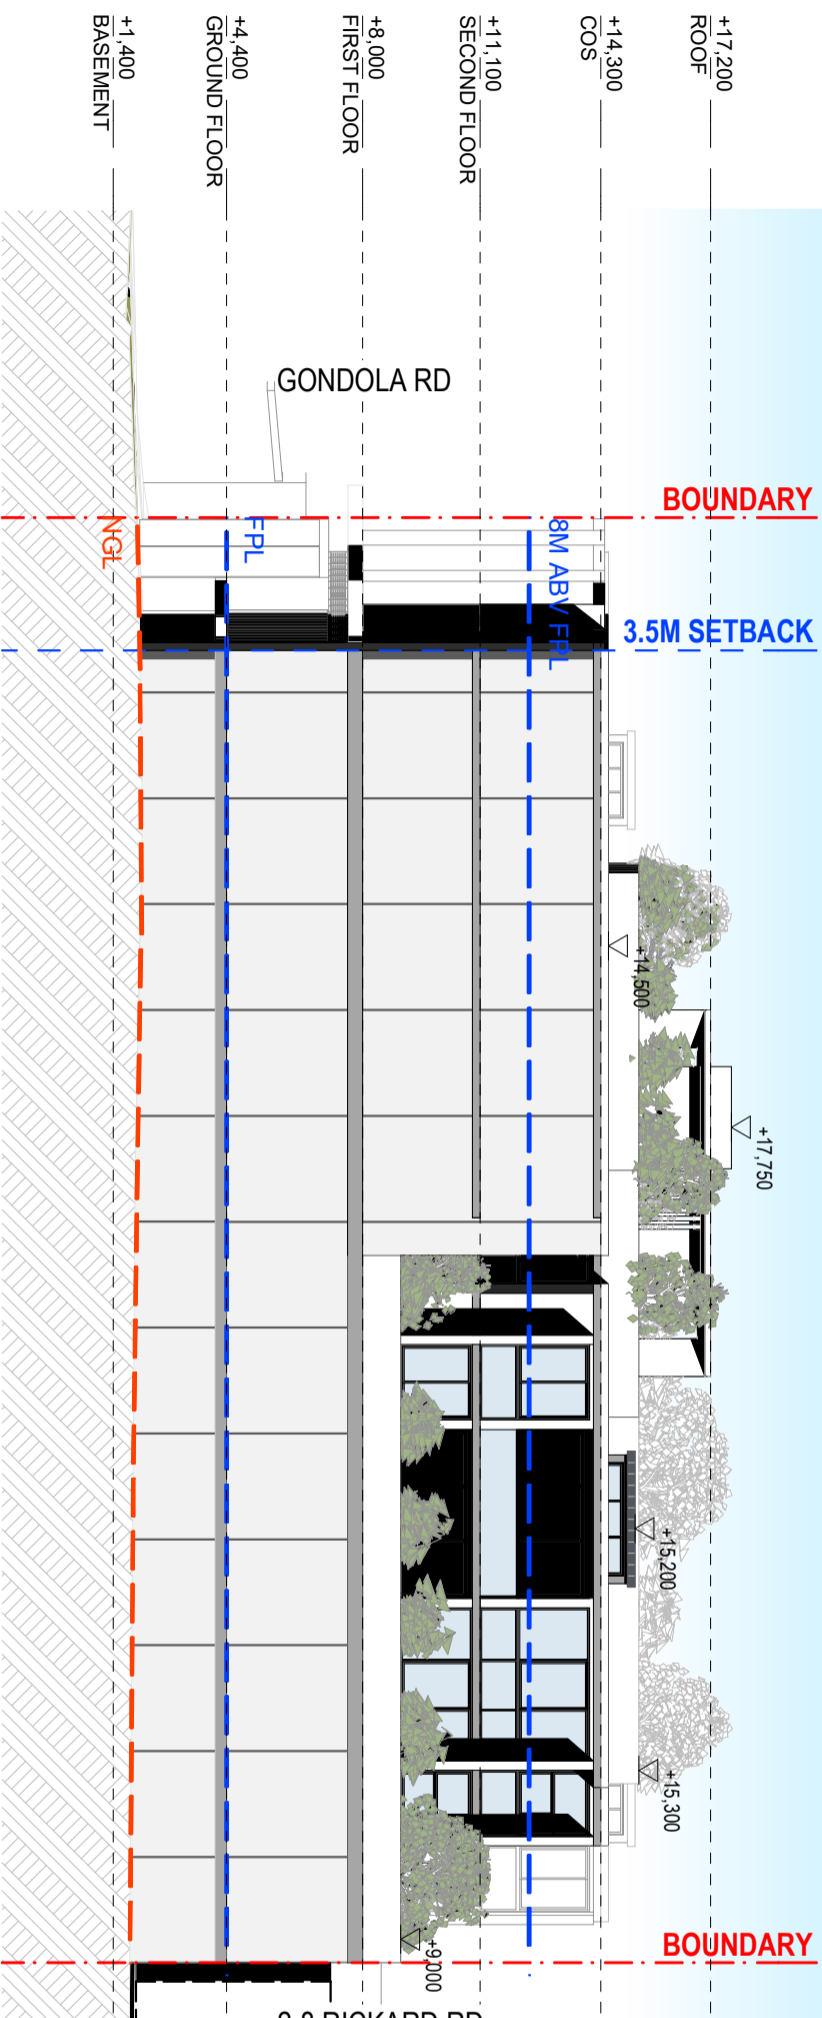 +17,200
ROOF
+14,300
COS
+11,100
SECOND FLOOR
+8,000
FIRST FLOOR
+4,400
GROUND FLOOR
+1,400
BASEMENT
GONDOLA RD
BOUNDARY
NGL
FPL
8M ABV FPL
3.5M SETBACK
+14,500
+17,750
+15,200
+15,300
+9,000
BOUNDARY
RICKARD RD